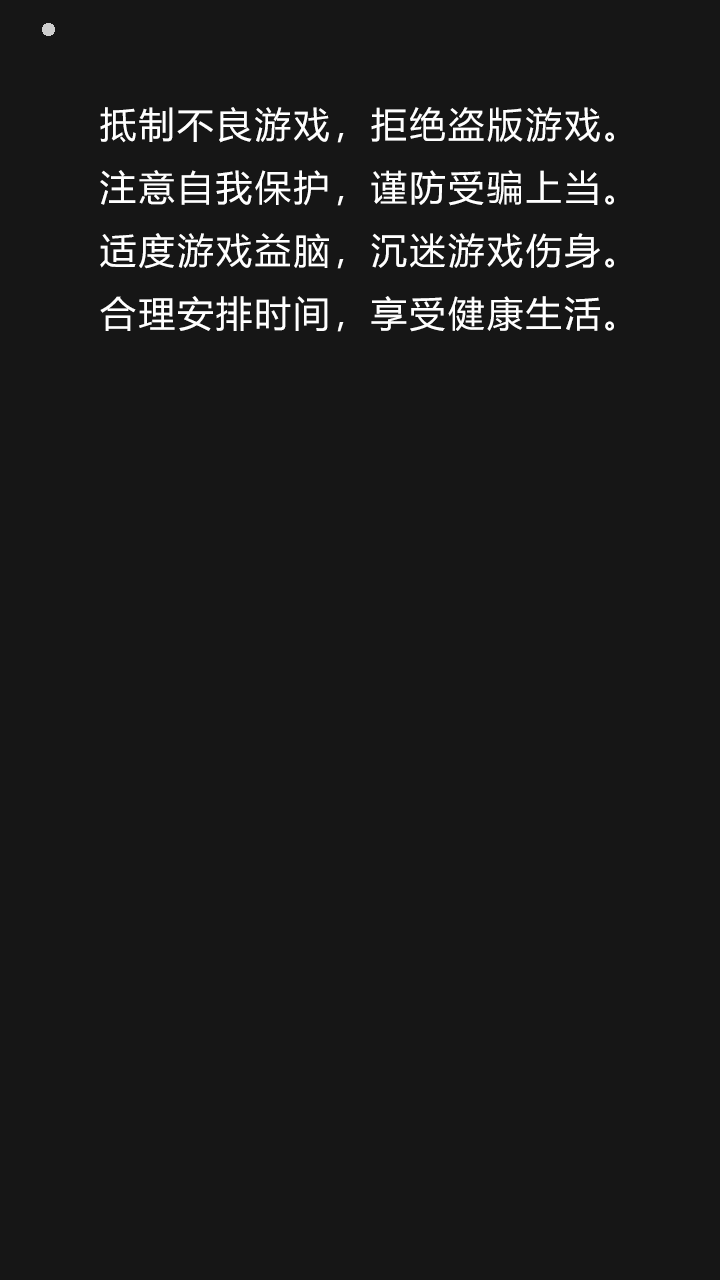 抵制不良游戏，拒绝盗版游戏。
注意自我保护，谨防受骗上当。
适度游戏益脑，沉迷游戏伤身。
合理安排时间，享受健康生活。